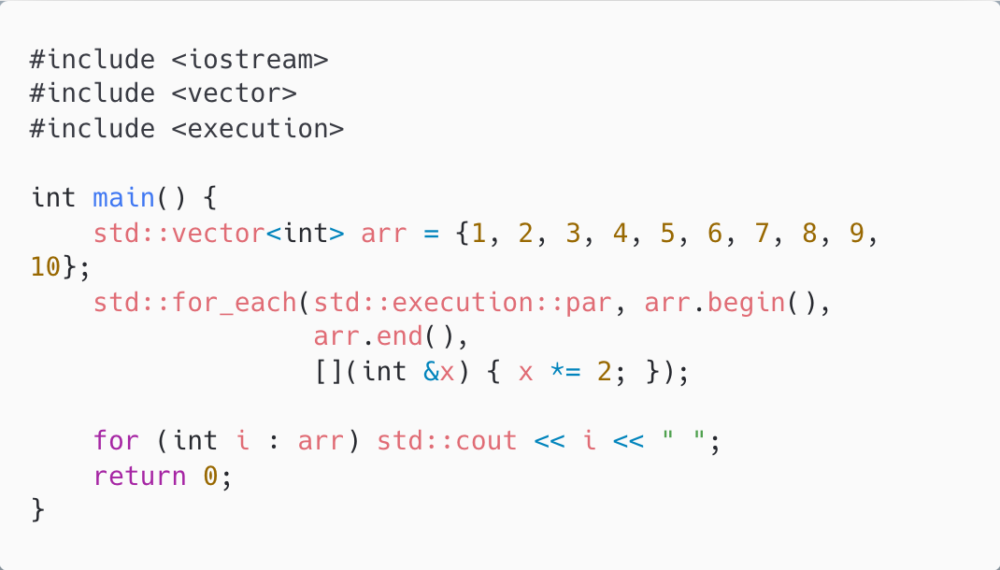 #include <iostream>
#include <vector>
#include <execution>

int main() {
    std::vector<int> arr = {1, 2, 3, 4, 5, 6, 7, 8, 9,
10};
    std::for_each(std::execution::par, arr.begin(),
                  arr.end(),
                  [](int &x) { x *= 2; });

    for (int i : arr) std::cout << i << " ";
    return 0;
}